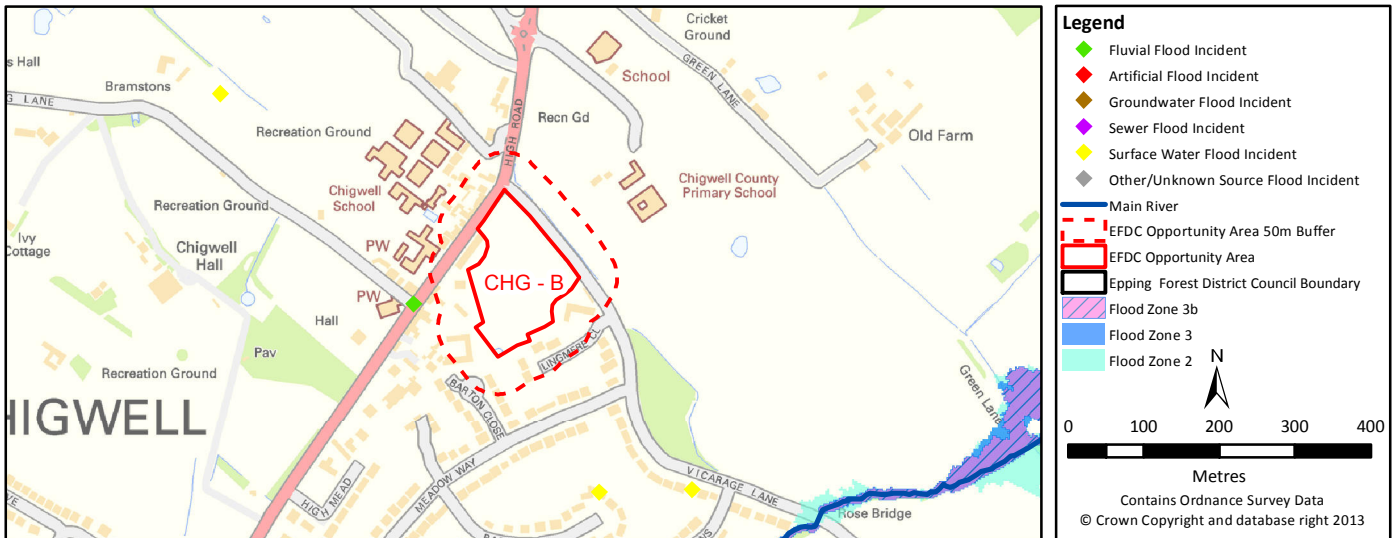 Cricket
Ground
School
GREEN LANE
s Hall
Bramstons
G LANE
HIGH ROAD
Recreation Ground
Recn Gd
Old Farm
Chigwell
School
Chigwell County
Primary School
Recreation Ground
Ivy
Cottage
Chigwell
Hall
PW
CHG - B
PW
Hall
LINGMERE CL
Pav
Recreation Ground
BARTON CLOSE
Green Lane
HIGWELL
MEADOW WAY
VICARAGE LANE
HIGH MEAD
Rose Bridge
Legend
Fluvial Flood Incident
Artificial Flood Incident
Groundwater Flood Incident
Sewer Flood Incident
Surface Water Flood Incident
Other/Unknown Source Flood Incident
Main River
EFDC Opportunity Area 50m Buffer
EFDC Opportunity Area
Epping Forest District Council Boundary
Flood Zone 3b
Flood Zone 3
Flood Zone 2
N
0 100 200 300 400
Metres
Contains Ordnance Survey Data
© Crown Copyright and database right 2013